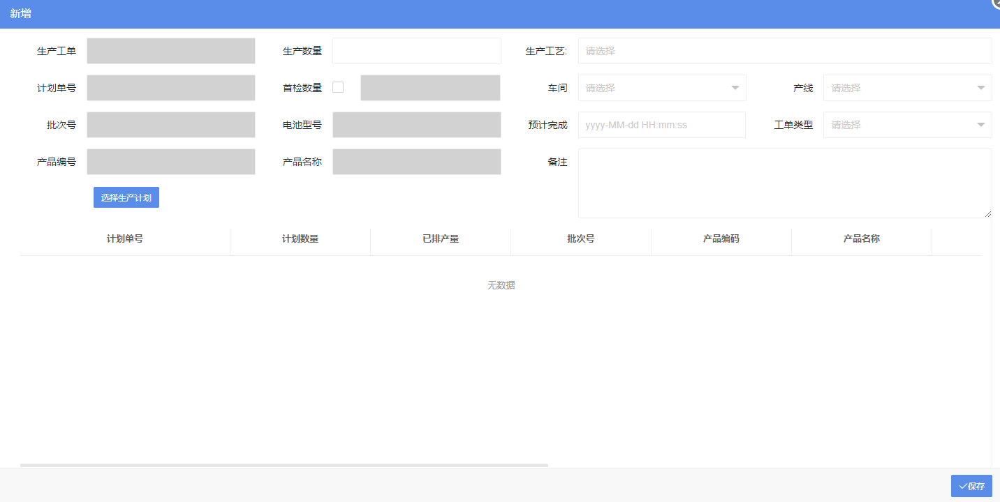 新增
生产工单 生产数量 生产工艺: 请选择
计划单号 首检数量 车间 请选择 产线 请选择
批次号 电池型号 预计完成 yyyy-MM-dd HH:mm:ss 工单类型 请选择
产品编号 产品名称 备注
选择生产计划
计划单号 计划数量 已排产量 批次号 产品编码 产品名称
无数据
保存